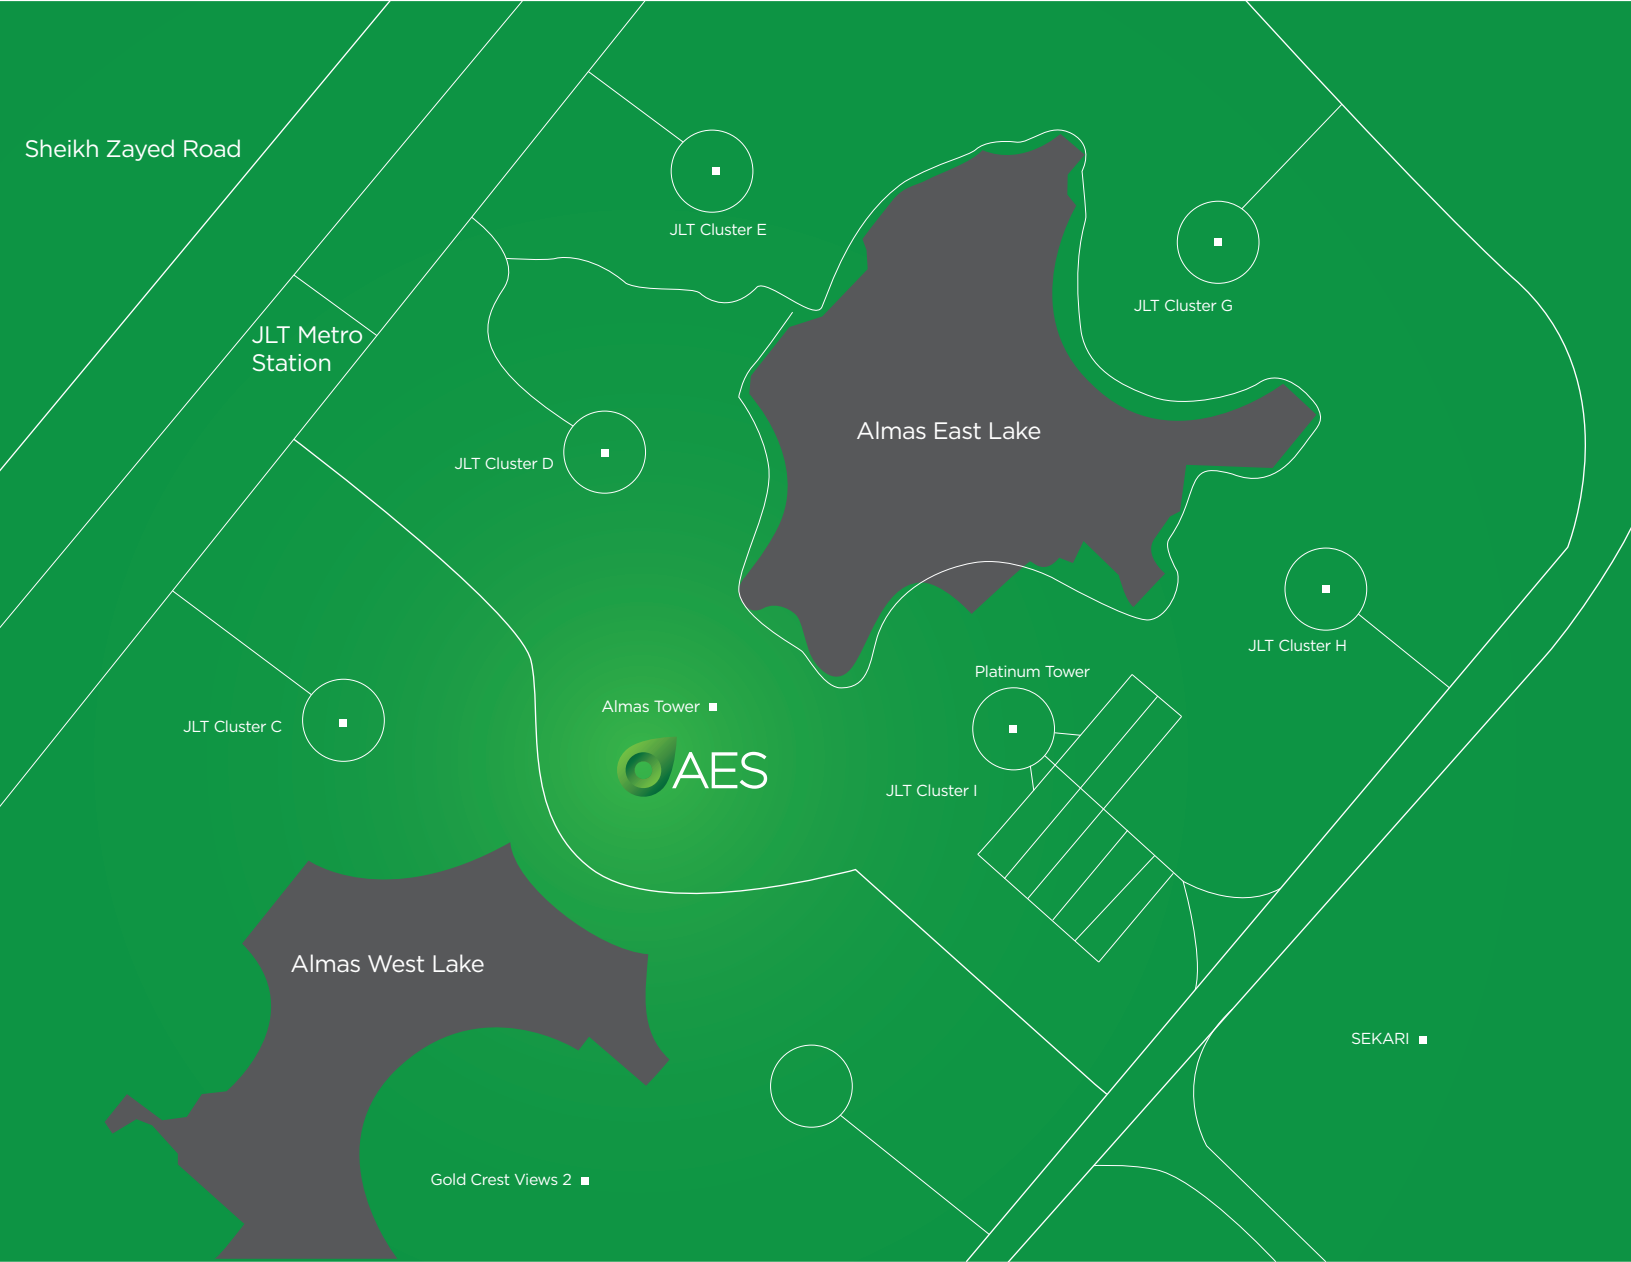 Sheikh Zayed Road
JLT Cluster E
JLT Cluster G
JLT Metro
Station
Almas East Lake
JLT Cluster D
JLT Cluster H
Platinum Tower
Almas Tower
JLT Cluster C
AES
JLT Cluster I
Almas West Lake
SEKARI
Gold Crest Views 2